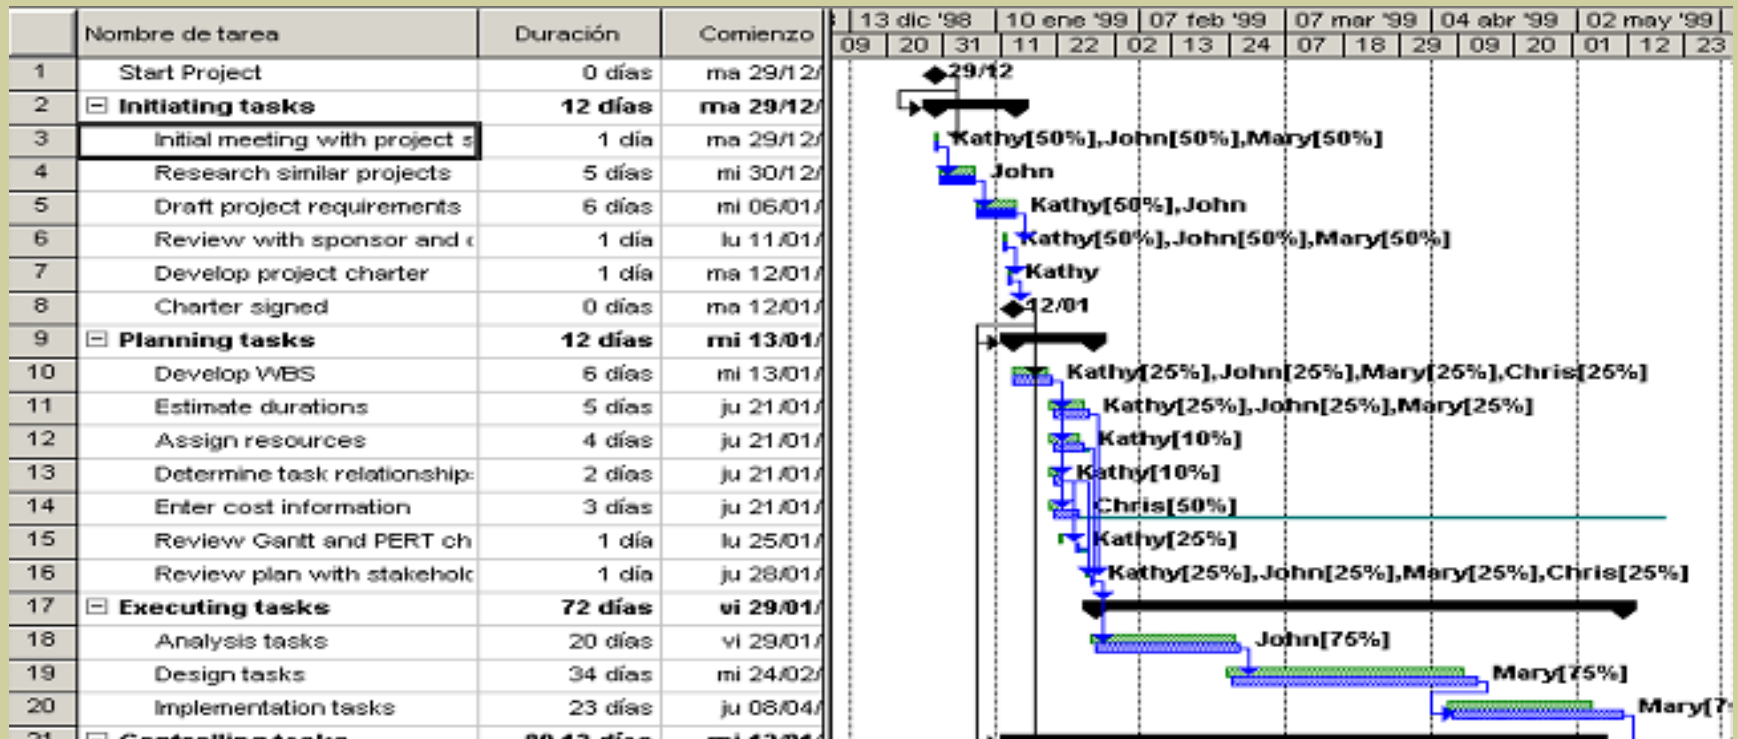 Nombre de tarea Duración Comienzo 13 dic '98 10 ene '99 07 feb '99 07 mar '99 04 abr '99 02 may '99
09 20 31 11 22 02 13 24 07 18 29 09 20 01 12 23
1 Start Project 0 días ma 29/12/ 29/12
2 Initiating tasks 12 días ma 29/12/
3 Initial meeting with project s 1 día ma 29/12/ Kathy[50%],John[50%],Mary[50%]
4 Research similar projects 5 días mi 30/12/ John
5 Draft project requirements 6 días mi 06/01/ Kathy[50%],John
6 Review with sponsor and 1 día lu 11/01/ Kathy[50%],John[50%],Mary[50%]
7 Develop project charter 1 día ma 12/01/ Kathy
8 Charter signed 0 días ma 12/01/ 12/01
9 Planning tasks 12 días mi 13/01/
10 Develop WBS 6 días mi 13/01/ Kathy[25%],John[25%],Mary[25%],Chris[25%]
11 Estimate durations 5 días ju 21/01/ Kathy[25%],John[25%],Mary[25%]
12 Assign resources 4 días ju 21/01/ Kathy[10%]
13 Determine task relationship 2 días ju 21/01/ Kathy[10%]
14 Enter cost information 3 días ju 21/01/ Chris[50%]
15 Review Gantt and PERT ch 1 día lu 25/01/ Kathy[25%]
16 Review plan with stakehold 1 día ju 28/01/ Kathy[25%],John[25%],Mary[25%],Chris[25%]
17 Executing tasks 72 días vi 29/01/
18 Analysis tasks 20 días vi 29/01/ John[75%]
19 Design tasks 34 días mi 24/02/ Mary[75%]
20 Implementation tasks 23 días ju 08/04/ Mary[7
21 Controlling tasks